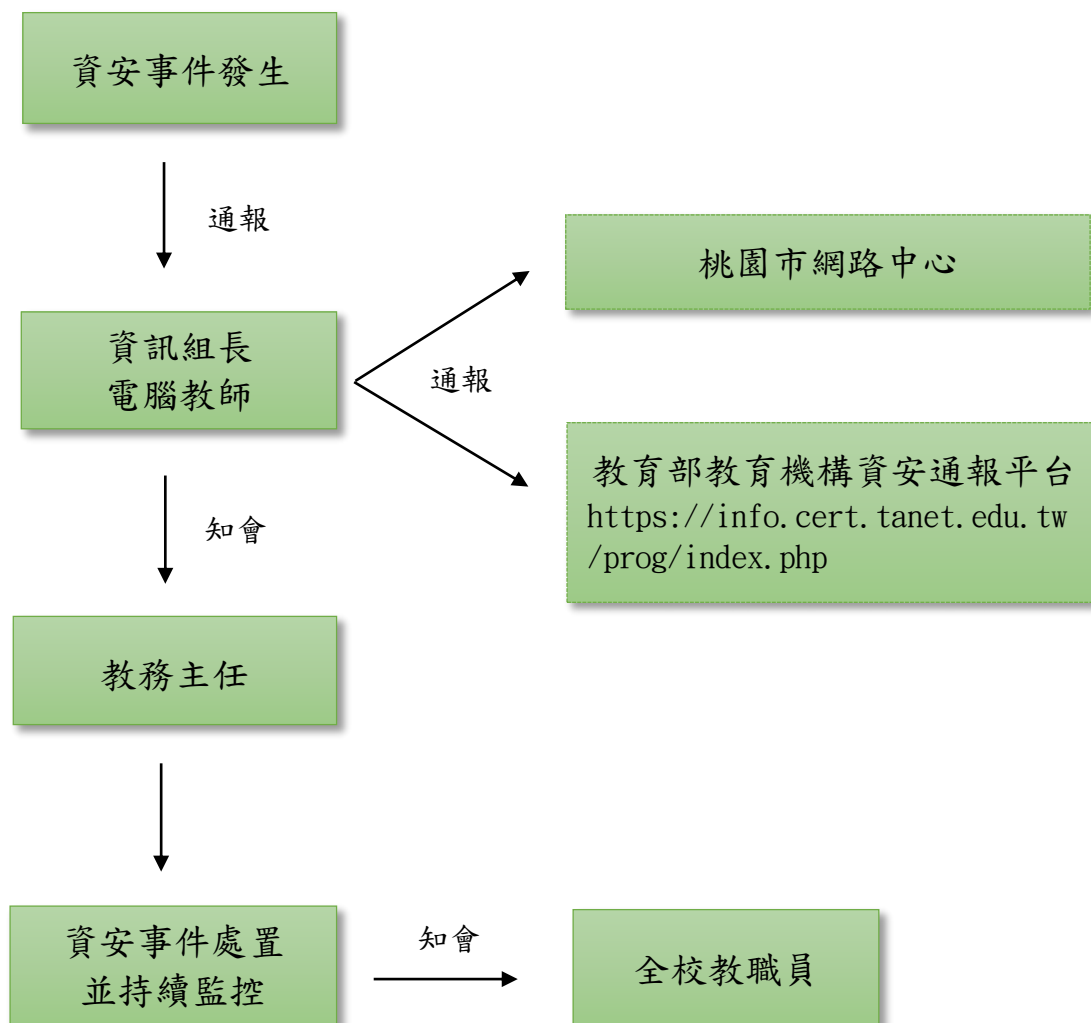 資安事件發生
通報
桃園市網路中心
資訊組長
電腦教師
通報
教育部教育機構資安通報平台
https://info.cert.tanet.edu.tw
/prog/index.php
知會
教務主任
資安事件處置
並持續監控
知會
全校教職員